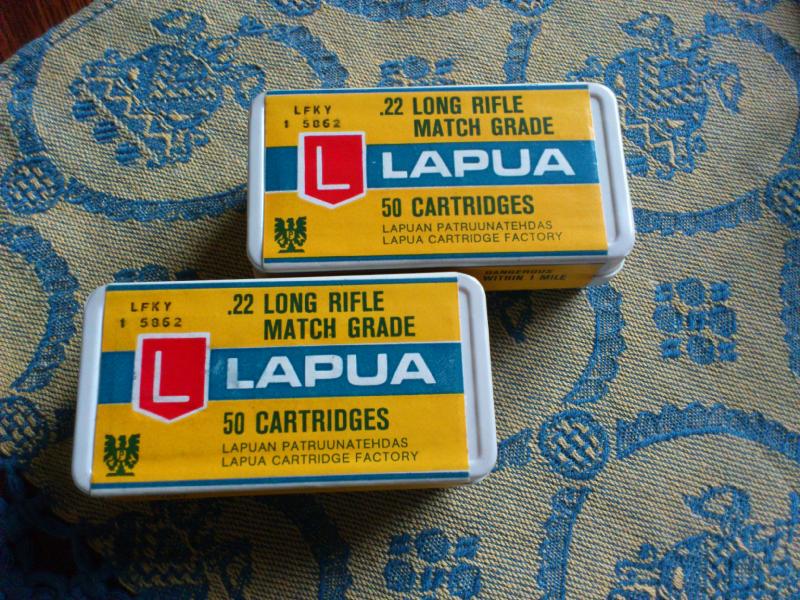 LFKY
1 5862
.22 LONG RIFLE
MATCH GRADE
L LAPUA
50 CARTRIDGES
LAPUAN PATRUUNATEHDAS
LAPUA CARTRIDGE FACTORY
DANGEROUS
WITHIN 1 MILE
LFKY
1 5862
.22 LONG RIFLE
MATCH GRADE
L LAPUA
50 CARTRIDGES
LAPUAN PATRUUNATEHDAS
LAPUA CARTRIDGE FACTORY